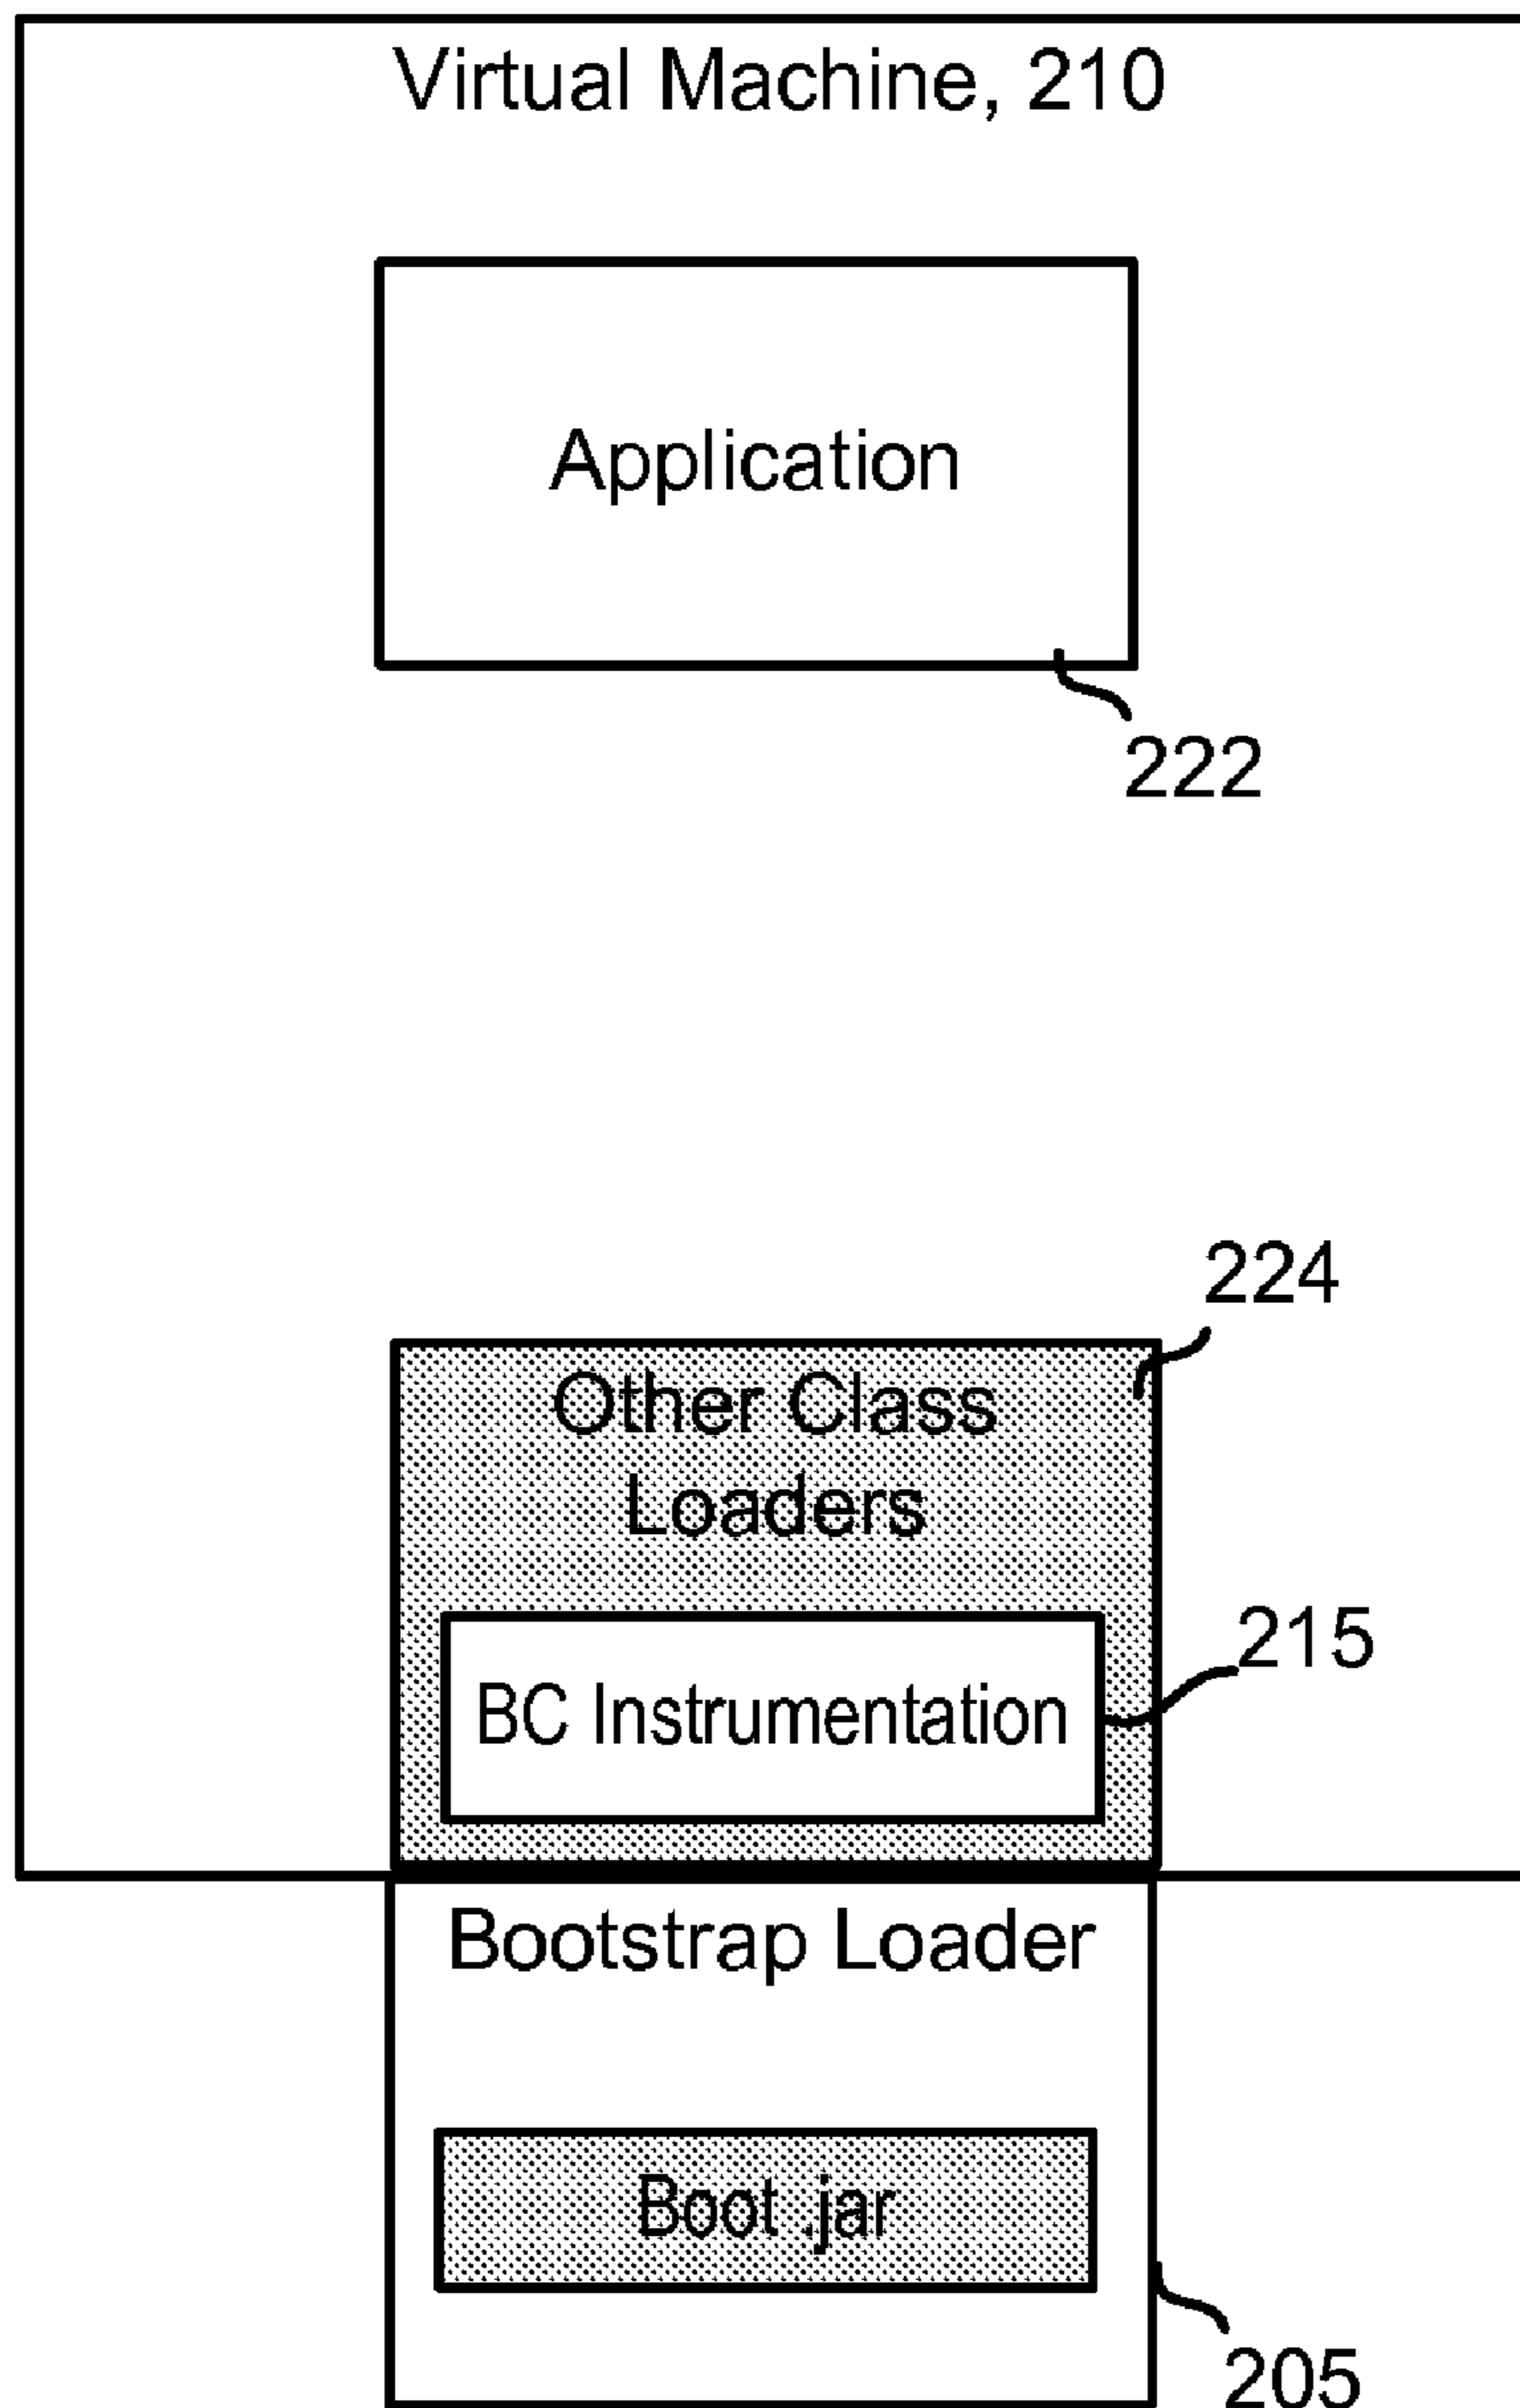 Virtual Machine, 210
Application
222
224
Other Class
Loaders
215
BC Instrumentation
Bootstrap Loader
Boot .jar
205